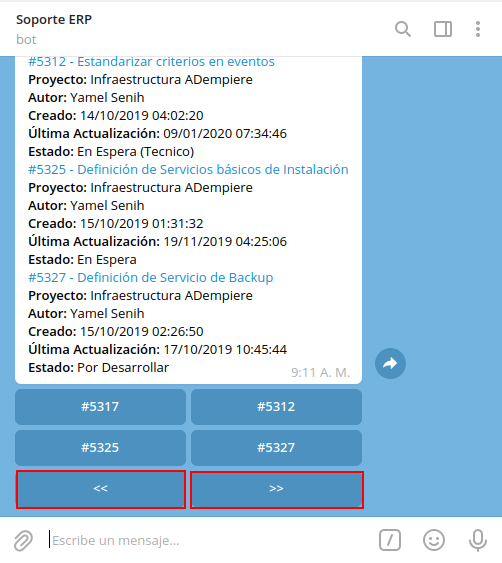 Soporte ERP
bot
#5312 - Estandarizar criterios en eventos
Proyecto: Infraestructura ADempiere
Autor: Yamel Senih
Creado: 14/10/2019 04:02:20
Última Actualización: 09/01/2020 07:34:46
Estado: En Espera (Tecnico)
#5325 - Definición de Servicios básicos de Instalación
Proyecto: Infraestructura ADempiere
Autor: Yamel Senih
Creado: 15/10/2019 01:31:32
Última Actualización: 19/11/2019 04:25:06
Estado: En Espera
#5327 - Definición de Servicio de Backup
Proyecto: Infraestructura ADempiere
Autor: Yamel Senih
Creado: 15/10/2019 02:26:50
Última Actualización: 17/10/2019 10:45:44
Estado: Por Desarrollar
9:11 A. M.
#5317 #5312
#5325 #5327
<< >>
Escribe un mensaje...